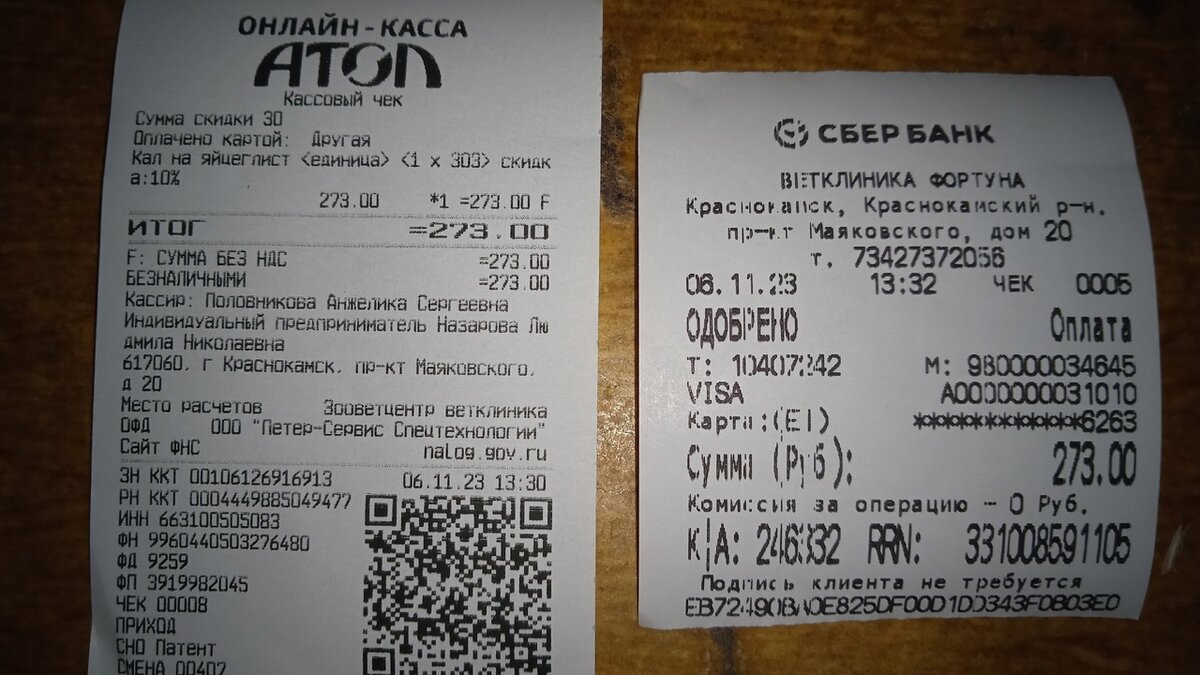 ОНЛАЙН-КАССА
АТОЛ
Кассовый чек
Сумма скидки 30
Оплачено картой: Другая
Кал на яйцеглист <единица> <1 x 303> скидк
а:10%
273.00 *1 =273.00 F
ИТОГ =273.00
F: СУММА БЕЗ НДС =273.00
БЕЗНАЛИЧНЫМИ =273.00
Кассир: Половникова Анжелика Сергеевна
Индивидуальный предприниматель Назарова Лю
дмила Николаевна
617060, г Краснокамск, пр-кт Маяковского,
д 20
Место расчетов Зооветцентр ветклиника
ОФД ООО "Петер-Сервис Спецтехнологии"
Сайт ФНС nalog.gov.ru
ЗН ККТ 00106126916913 06.11.23 13:30
РН ККТ 0004449885049477
ИНН 663100505083
ФН 9960440503276480
ФД 9259
ФП 3919982045
ЧЕК 00008
ПРИХОД
СНО Патент
СМЕНА 00407
СБЕР БАНК
ВЕТКЛИНИКА ФОРТУНА
Краснокамск, Краснокамский р-н,
пр-кт Маяковского, дом 20
т. 73427372056
06.11.23 13:32 ЧЕК 0005
ОДОБРЕНО Оплата
Т: 10407342 М: 980000034645
VISA A0000000031010
Карта:(E1) ************6263
Сумма (Руб): 273.00
Комиссия за операцию - 0 Руб.
К/А: RRN: 331008591105
Подпись клиента не требуется